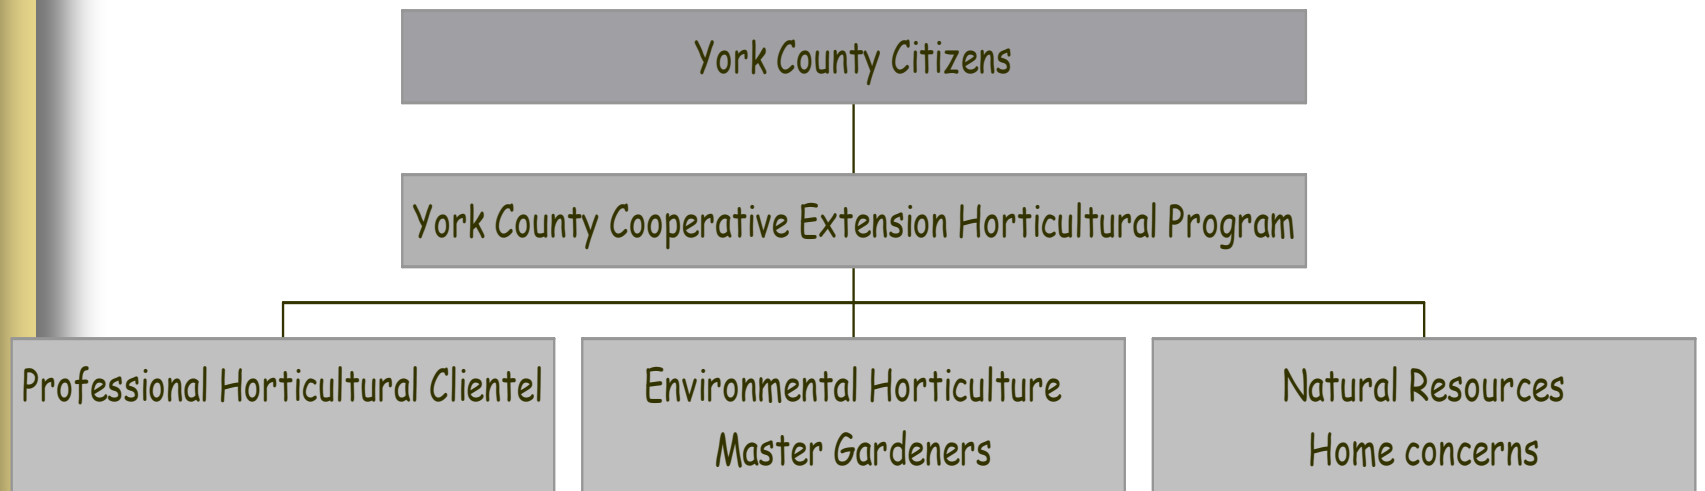 York County Citizens
York County Cooperative Extension Horticultural Program
Professional Horticultural Clientel
Environmental Horticulture
Master Gardeners
Natural Resources
Home concerns